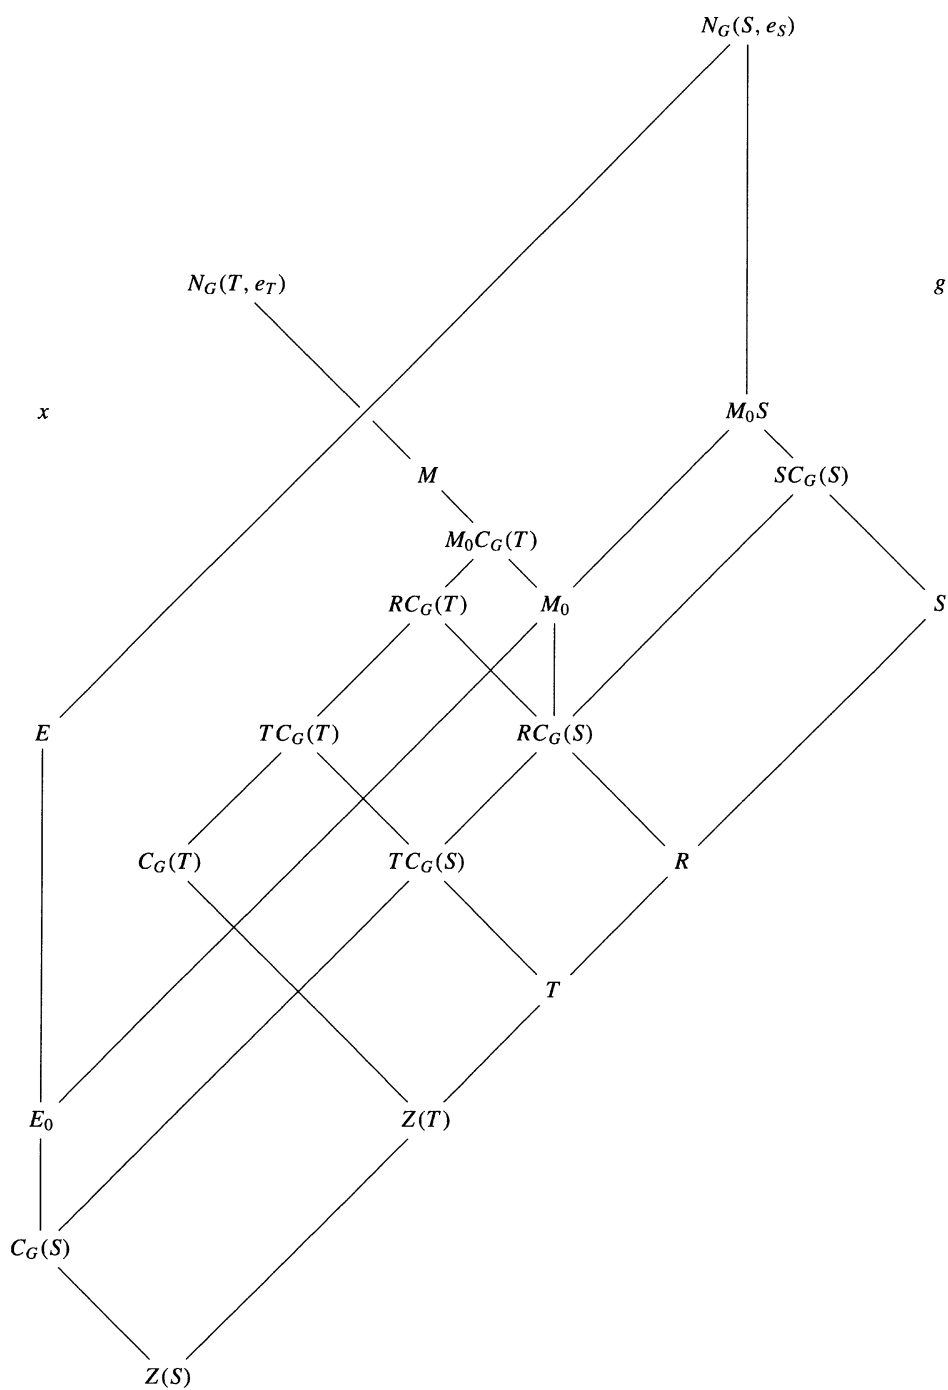 N_G(S, e_S)
N_G(T, e_T)
g
x
M_0S
M
SC_G(S)
M_0C_G(T)
RC_G(T) M_0 S
E TC_G(T) RC_G(S)
C_G(T) TC_G(S) R
T
E_0 Z(T)
C_G(S)
Z(S)